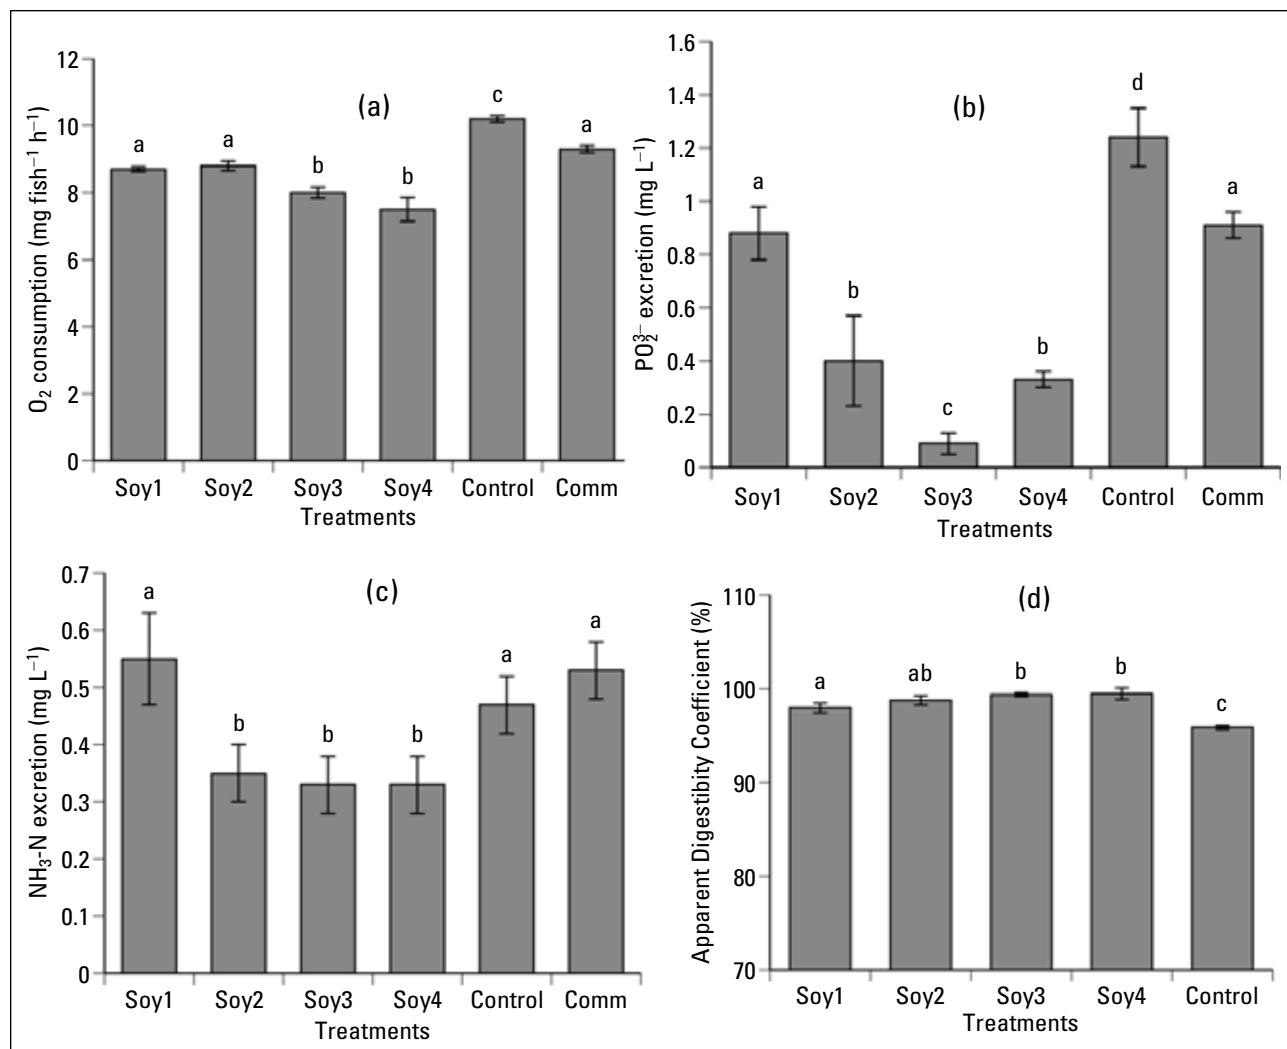 (a)
O₂ consumption (mg fish⁻¹ h⁻¹)
12
10
8
6
4
2
0
a
a
b
b
c
a
Soy1 Soy2 Soy3 Soy4 Control Comm
Treatments
(b)
PO₂³⁻ excretion (mg L⁻¹)
1.6
1.4
1.2
1.0
0.8
0.6
0.4
0.2
0
a
b
c
b
d
a
Soy1 Soy2 Soy3 Soy4 Control Comm
Treatments
(c)
NH₃-N excretion (mg L⁻¹)
0.7
0.6
0.5
0.4
0.3
0.2
0.1
0
a
b
b
b
a
a
Soy1 Soy2 Soy3 Soy4 Control Comm
Treatments
(d)
Apparent Digestibity Coefficient (%)
110
100
90
80
70
a
ab
b
b
c
Soy1 Soy2 Soy3 Soy4 Control
Treatments